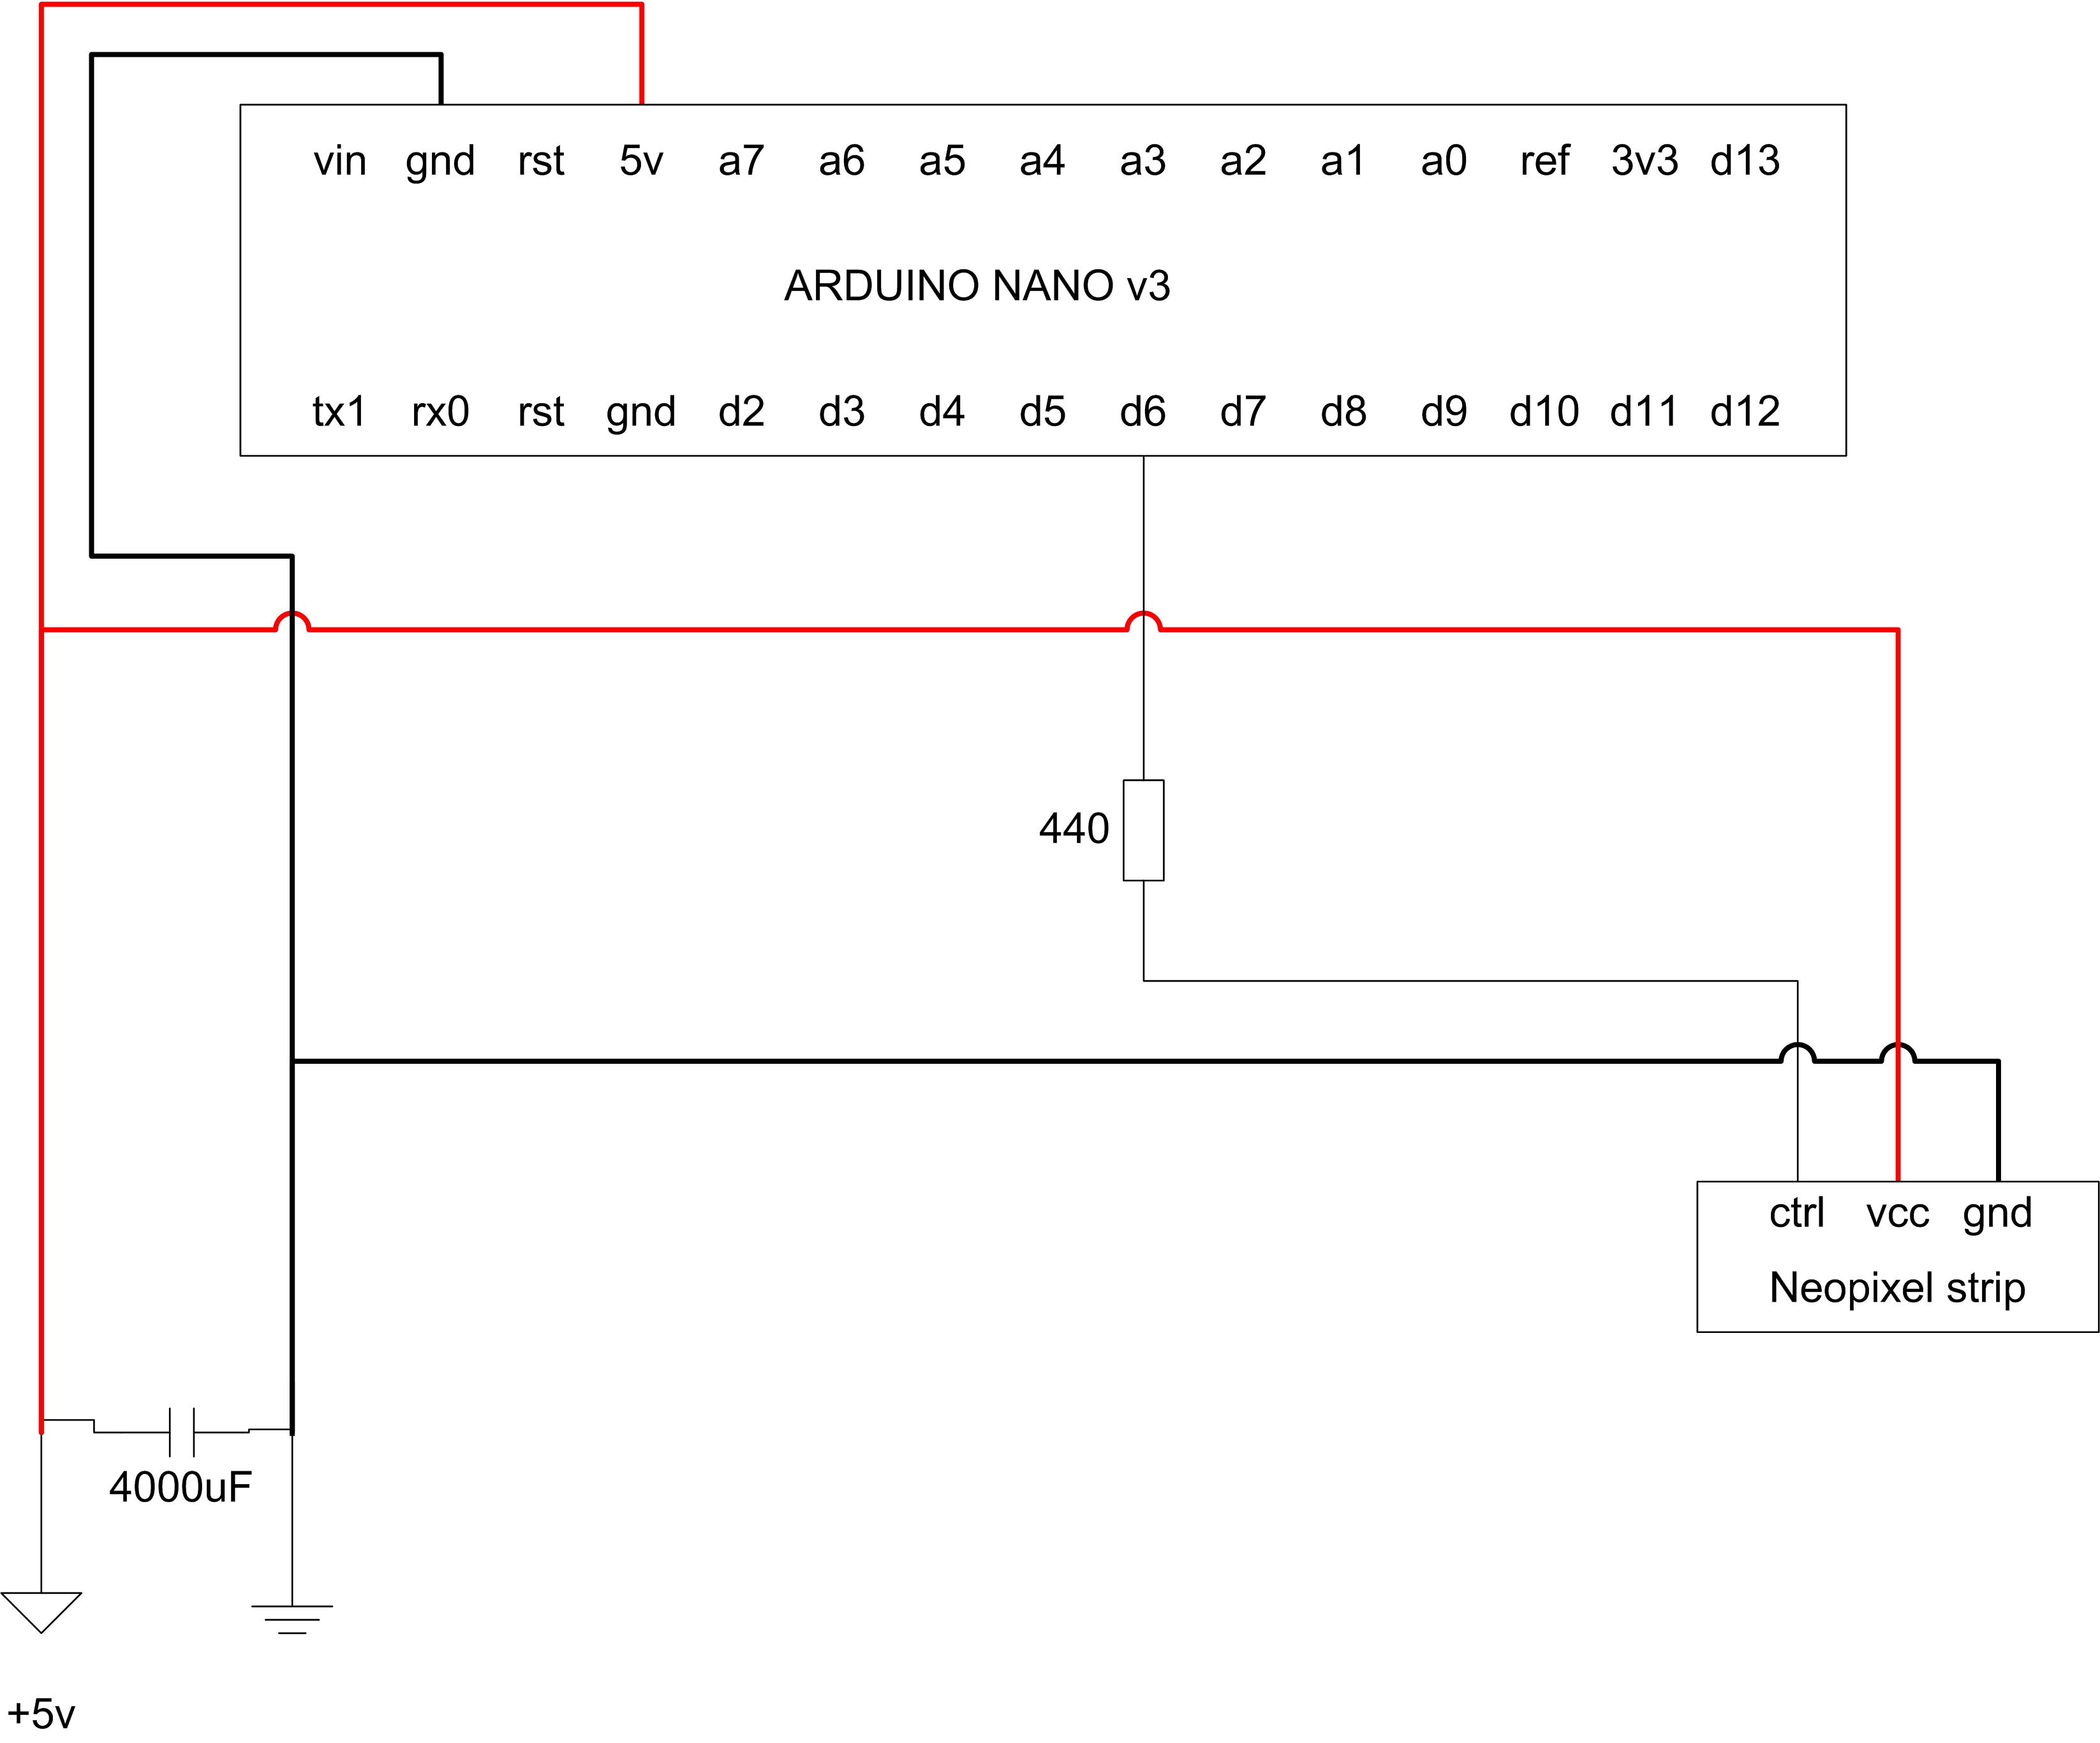 vin gnd rst 5v a7 a6 a5 a4 a3 a2 a1 a0 ref 3v3 d13
ARDUINO NANO v3
tx1 rx0 rst gnd d2 d3 d4 d5 d6 d7 d8 d9 d10 d11 d12
440
ctrl vcc gnd
Neopixel strip
4000uF
+5v